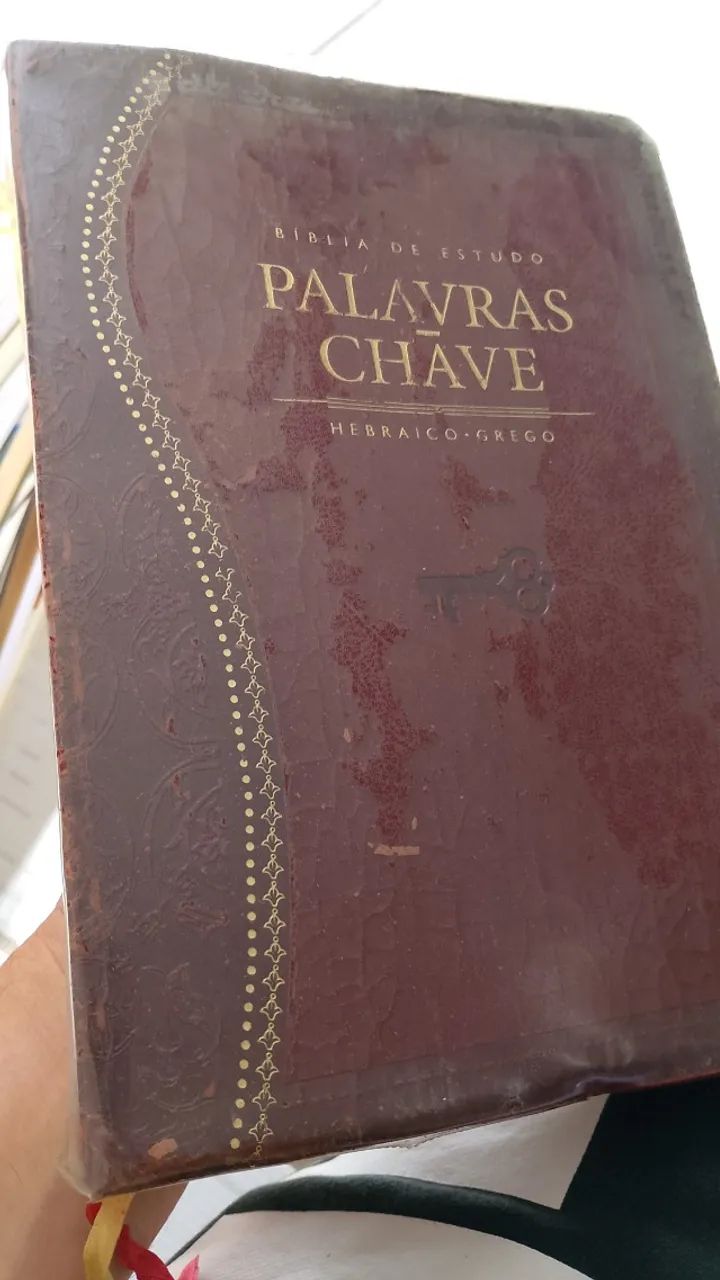 BÍBLIA DE ESTUDO
PALAVRAS
-
CHAVE
HEBRAICO·GREGO